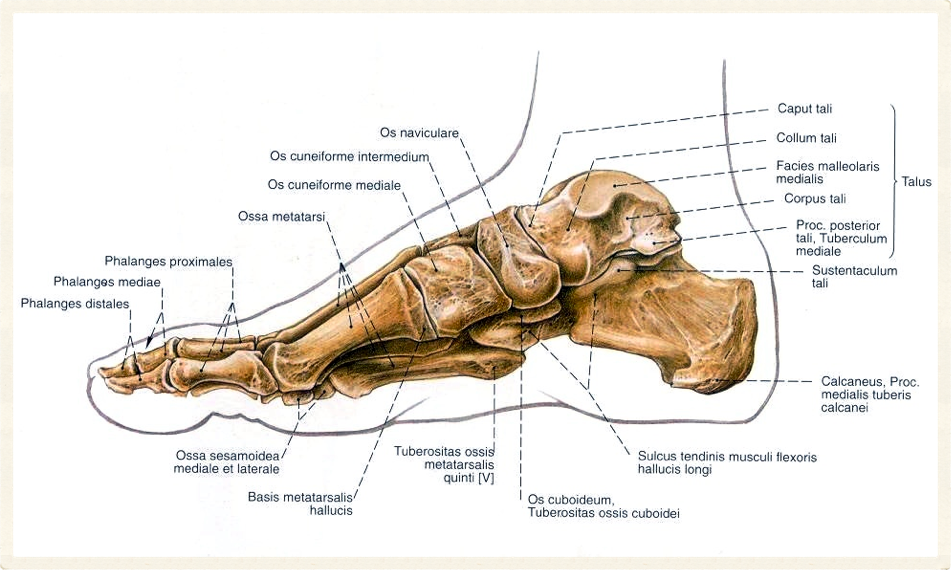 Os naviculare
Os cuneiforme intermedium
Os cuneiforme mediale
Ossa metatarsi
Phalanges proximales
Phalanges mediae
Phalanges distales
Caput tali
Collum tali
Facies malleolaris
medialis
Corpus tali
Proc. posterior
tali, Tuberculum
mediale
Talus
Sustentaculum
tali
Calcaneus, Proc.
medialis tuberis
calcanei
Ossa sesamoidea
mediale et laterale
Basis metatarsalis
hallucis
Tuberositas ossis
metatarsalis
quinti [V]
Os cuboideum,
Tuberositas ossis cuboidei
Sulcus tendinis musculi flexoris
hallucis longi